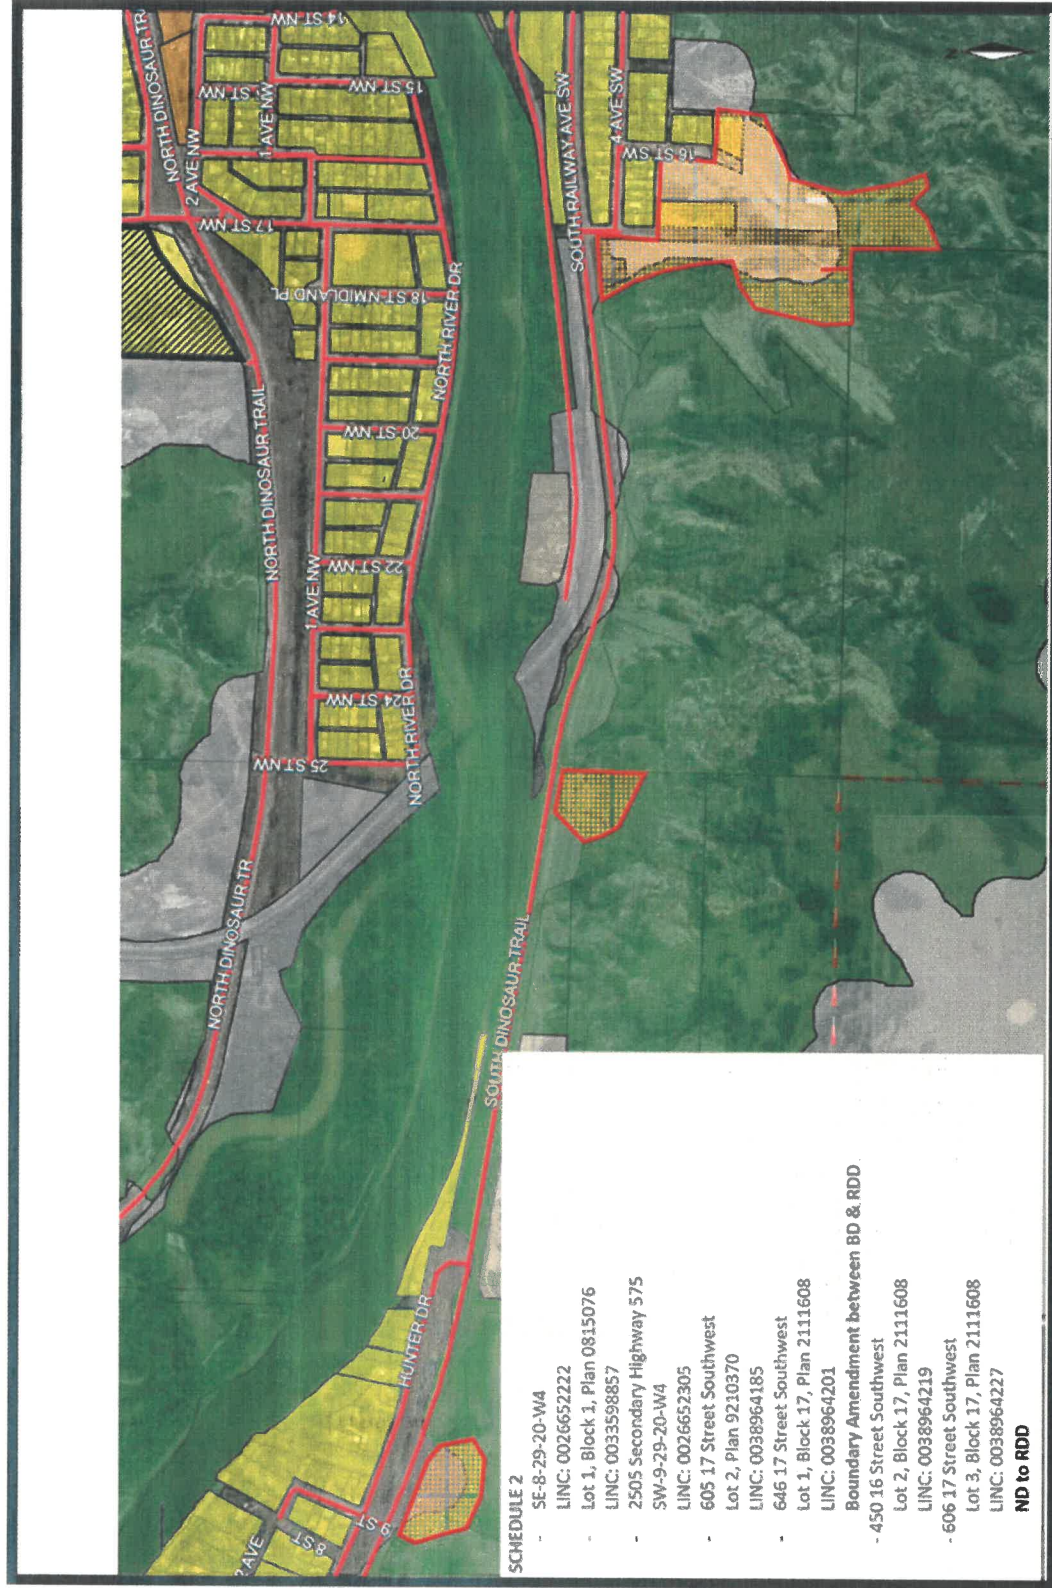 NORTH DINOSAUR TR
14 ST NW
NORTH DINOSAUR TR
2 AVE NW
15 ST NW
1 AVE NW
15 ST NW
17 ST NW
18 ST N
MIDLAND PL
NORTH RIVER DR
NORTH DINOSAUR TRAIL
20 ST NW
1 AVE NW
22 ST NW
24 ST NW
NORTH RIVER DR
25 ST NW
NORTH DINOSAUR TR
SOUTH RAILWAY AVE SW
4 AVE SW
16 ST SW
SOUTH DINOSAUR TRAIL
HUNTER DR
9 ST
8 ST
2 AVE
SCHEDULE 2
- SE-8-29-20-W4
LINC: 0026652222
- Lot 1, Block 1, Plan 0815076
LINC: 0033598857
- 2505 Secondary Highway 575
SW-9-29-20-W4
LINC: 0026652305
- 605 17 Street Southwest
Lot 2, Plan 9210370
LINC: 0038964185
- 646 17 Street Southwest
Lot 1, Block 17, Plan 2111608
LINC: 0038964201
Boundary Amendment between BD & RDD
- 450 16 Street Southwest
Lot 2, Block 17, Plan 2111608
LINC: 0038964219
- 606 17 Street Southwest
Lot 3, Block 17, Plan 2111608
LINC: 0038964227
ND to RDD